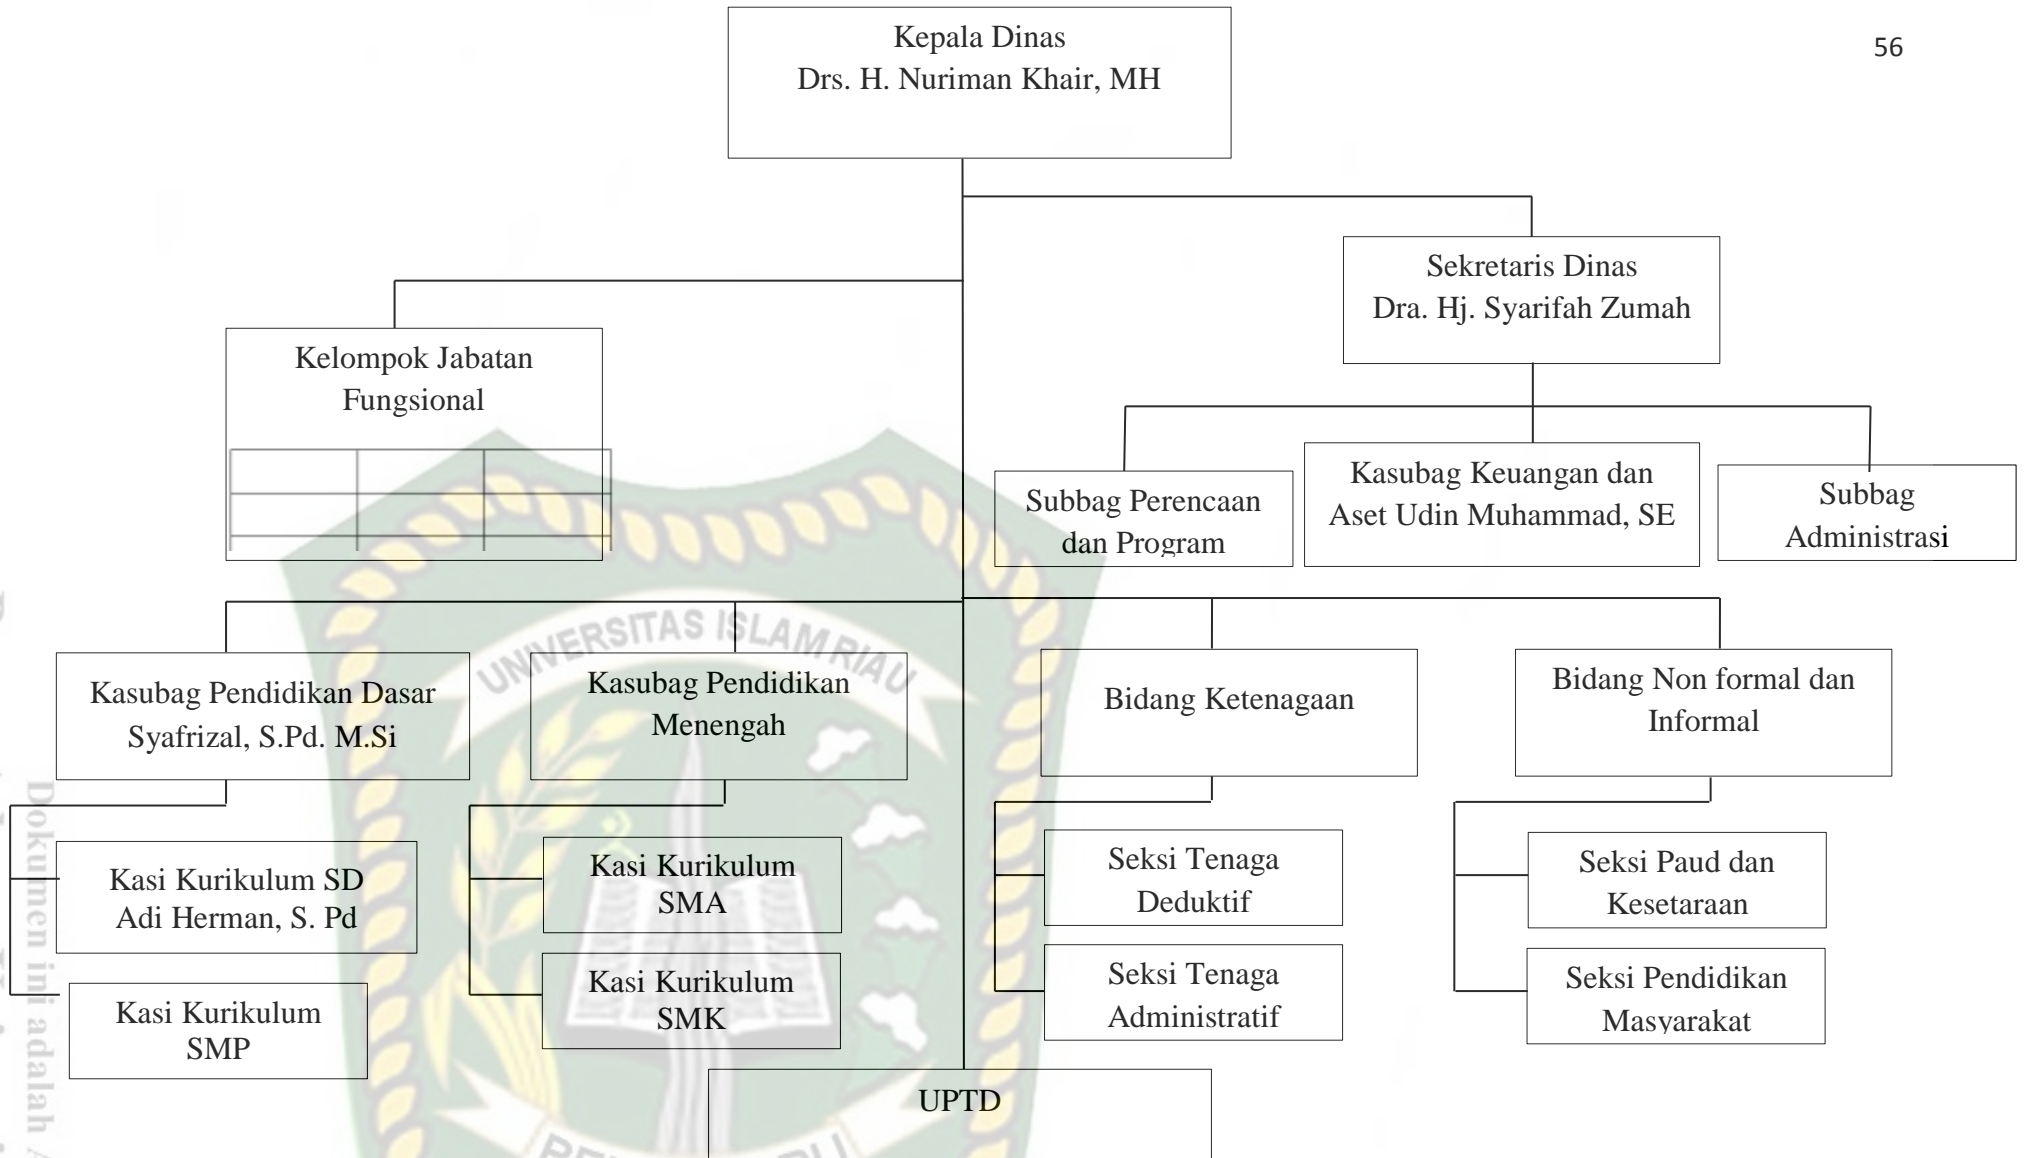 56
Kepala Dinas
Drs. H. Nuriman Khair, MH
Sekretaris Dinas
Dra. Hj. Syarifah Zumah
Kelompok Jabatan
Fungsional
Subbag Perencaan
dan Program
Kasubag Keuangan dan
Aset Udin Muhammad, SE
Subbag
Administrasi
Kasubag Pendidikan Dasar
Syafrizal, S.Pd. M.Si
Kasubag Pendidikan
Menengah
Bidang Ketenagaan
Bidang Non formal dan
Informal
Kasi Kurikulum SD
Adi Herman, S. Pd
Kasi Kurikulum
SMP
Kasi Kurikulum
SMA
Kasi Kurikulum
SMK
Seksi Tenaga
Deduktif
Seksi Tenaga
Administratif
Seksi Paud dan
Kesetaraan
Seksi Pendidikan
Masyarakat
UPTD
UNIVERSITAS ISLAM RIAU
Dokumen ini adalah